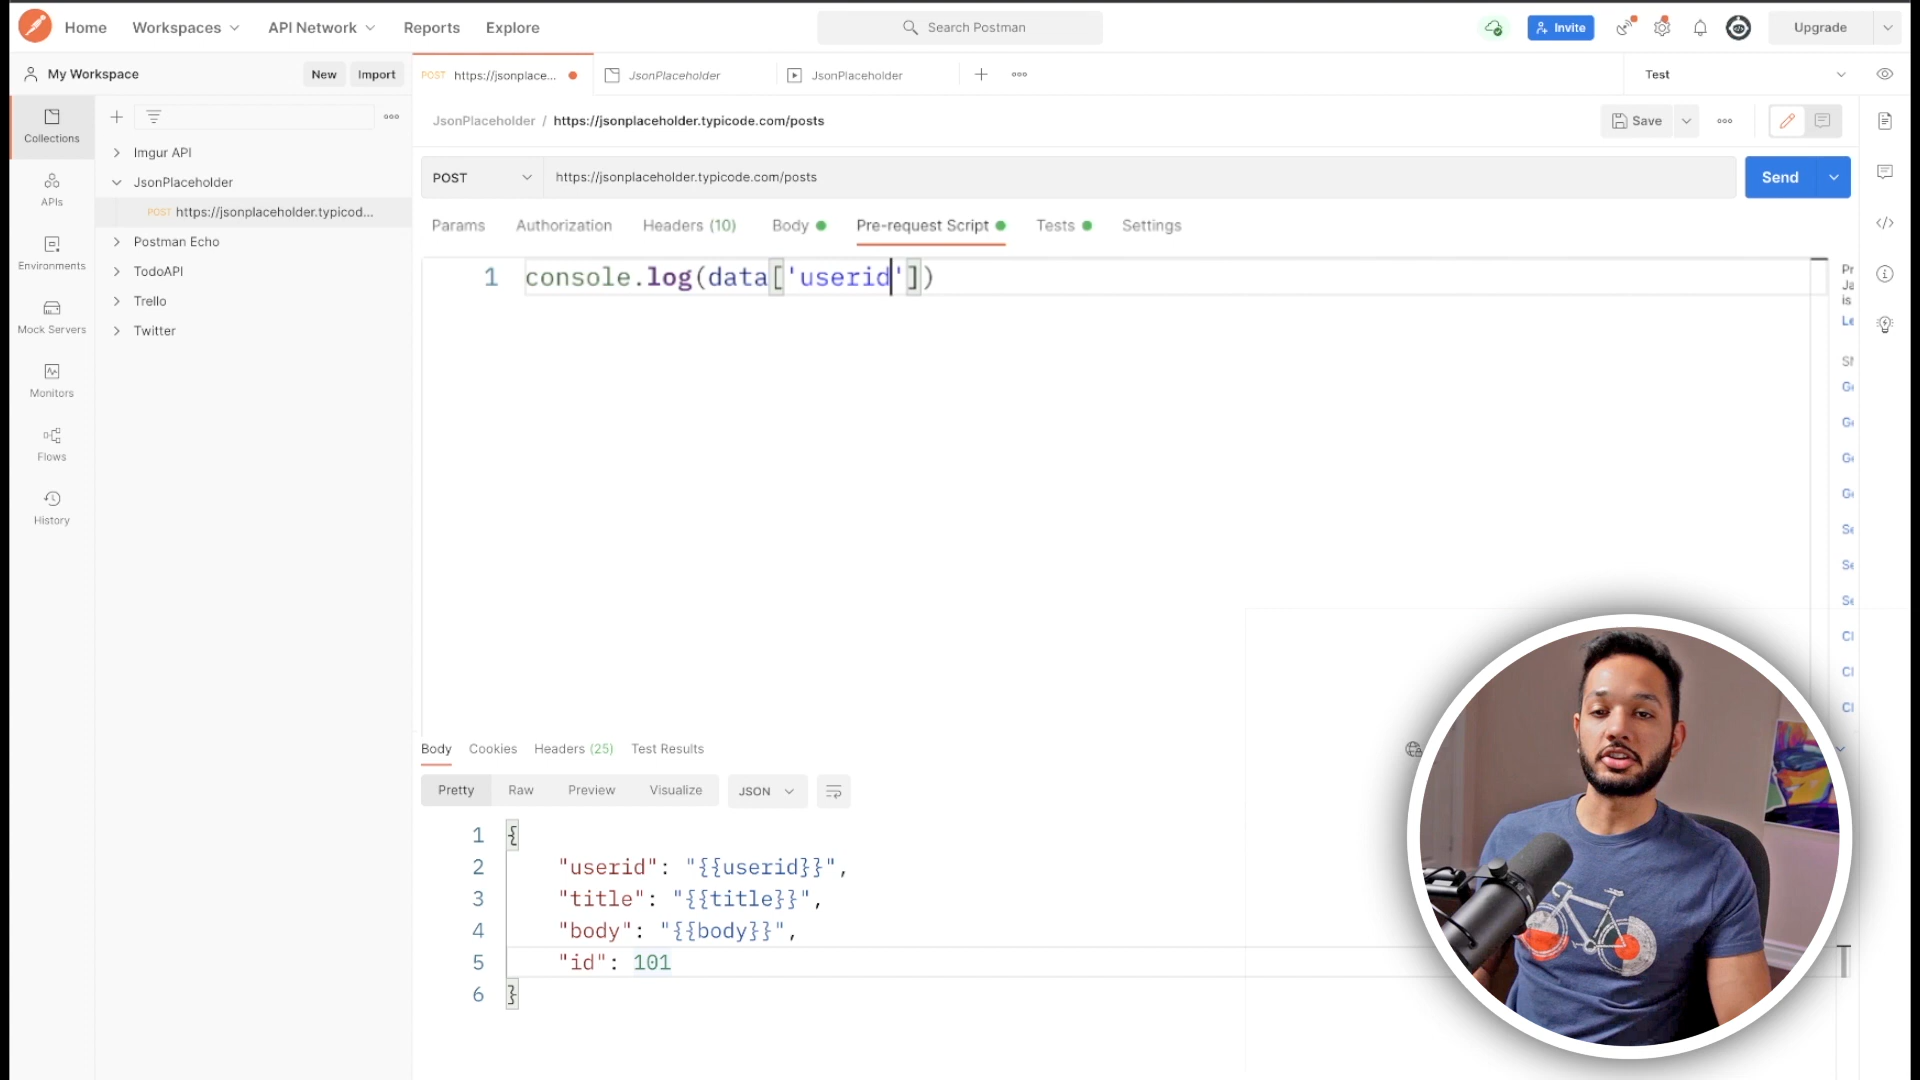 Home
Workspaces
API Network
Reports
Explore
Search Postman
Invite
Upgrade
My Workspace
New
Import
POST https://jsonplace...
JsonPlaceholder
JsonPlaceholder
Test
JsonPlaceholder / https://jsonplaceholder.typicode.com/posts
Save
Collections
APIs
Environments
Mock Servers
Monitors
Flows
History
Imgur API
JsonPlaceholder
POST https://jsonplaceholder.typicod...
Postman Echo
TodoAPI
Trello
Twitter
POST
https://jsonplaceholder.typicode.com/posts
Send
Params
Authorization
Headers (10)
Body
Pre-request Script
Tests
Settings
1 console.log(data['userid'])
Pr
Ja
is
Le
Body
Cookies
Headers (25)
Test Results
Pretty
Raw
Preview
Visualize
JSON
1 {
2 "userid": "{{userid}}",
3 "title": "{{title}}",
4 "body": "{{body}}",
5 "id": 101
6 }